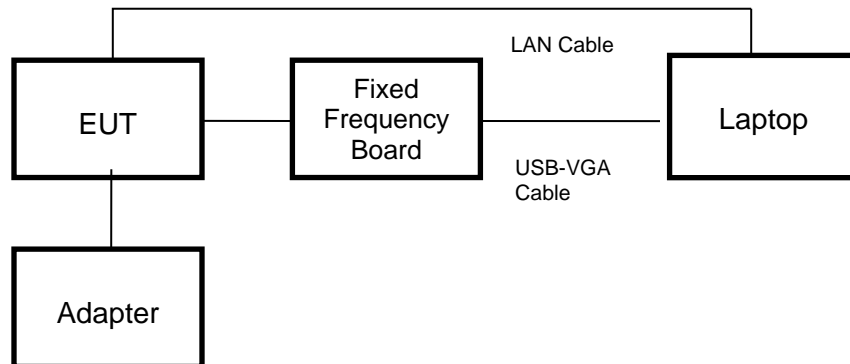 LAN Cable
EUT
Fixed
Frequency
Board
Laptop
USB-VGA
Cable
Adapter